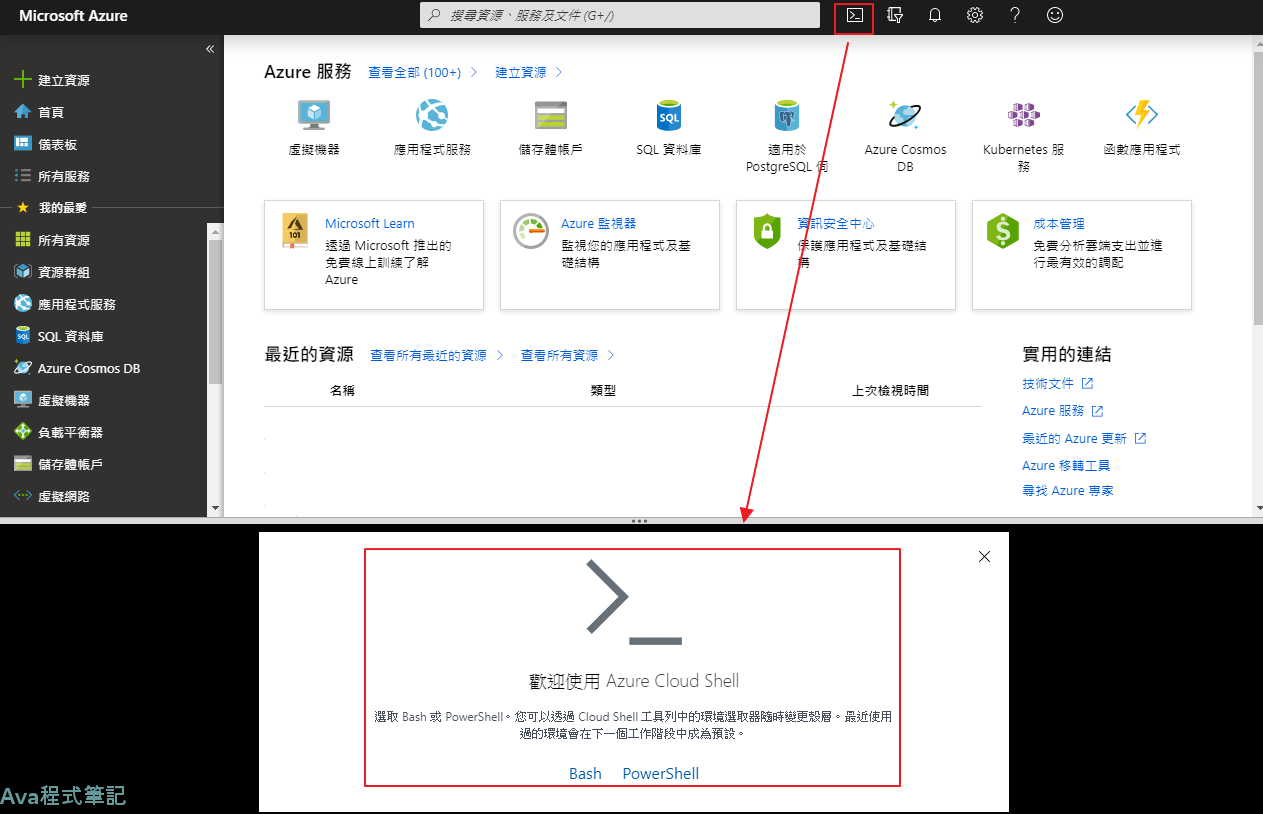 Microsoft Azure
搜尋資源、服務及文件 (G+/)
«
建立資源
首頁
儀表板
所有服務
我的最愛
所有資源
資源群組
應用程式服務
SQL 資料庫
Azure Cosmos DB
虛擬機器
負載平衡器
儲存體帳戶
虛擬網路
Azure 服務 查看全部 (100+) 建立資源
虛擬機器
應用程式服務
儲存體帳戶
SQL
SQL 資料庫
適用於
PostgreSQL 伺
Azure Cosmos
DB
Kubernetes 服
務
函數應用程式
101
Microsoft Learn
透過 Microsoft 推出的
免費線上訓練了解
Azure
Azure 監視器
監視您的應用程式及基
礎結構
資訊安全中心
保護應用程式及基礎結
構
成本管理
免費分析雲端支出並進
行最有效的調配
最近的資源 查看所有最近的資源 查看所有資源
名稱 類型 上次檢視時間
實用的連結
技術文件
Azure 服務
最近的 Azure 更新
Azure 移轉工具
尋找 Azure 專家
歡迎使用 Azure Cloud Shell
選取 Bash 或 PowerShell。您可以透過 Cloud Shell 工具列中的環境選取器隨時變更殼層。最近使用
過的環境會在下一個工作階段中成為預設。
Bash PowerShell
Ava程式筆記